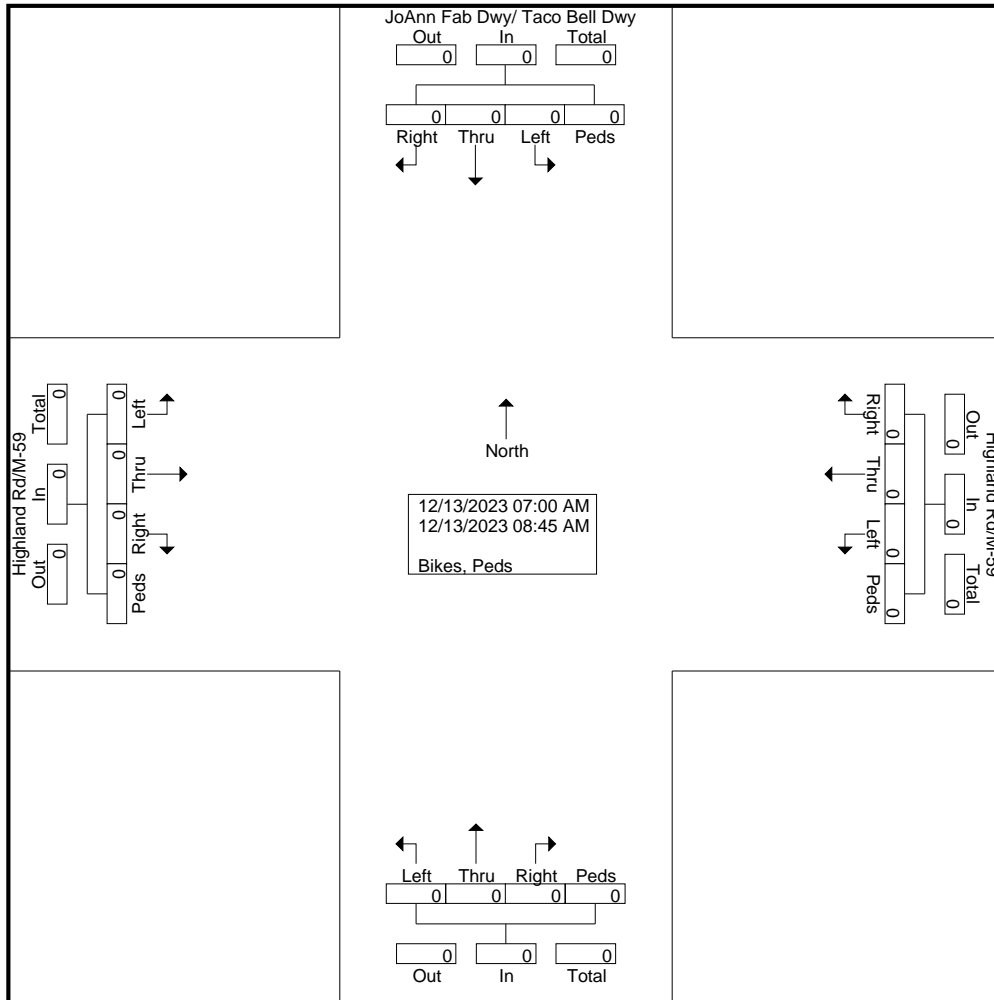 JoAnn Fab Dwy/ Taco Bell Dwy
Out In Total
0 0 0
0 0 0 0
Right Thru Left Peds
Highland Rd/M-59
Total In Out
0 0 0
0 0 0 0
Left Thru Right Peds
North
12/13/2023 07:00 AM
12/13/2023 08:45 AM
Bikes, Peds
Right Thru Left Peds
0 0 0 0
0 0 0
Out In Total
Highland Rd/M-59
Left Thru Right Peds
0 0 0 0
0 0 0
Out In Total